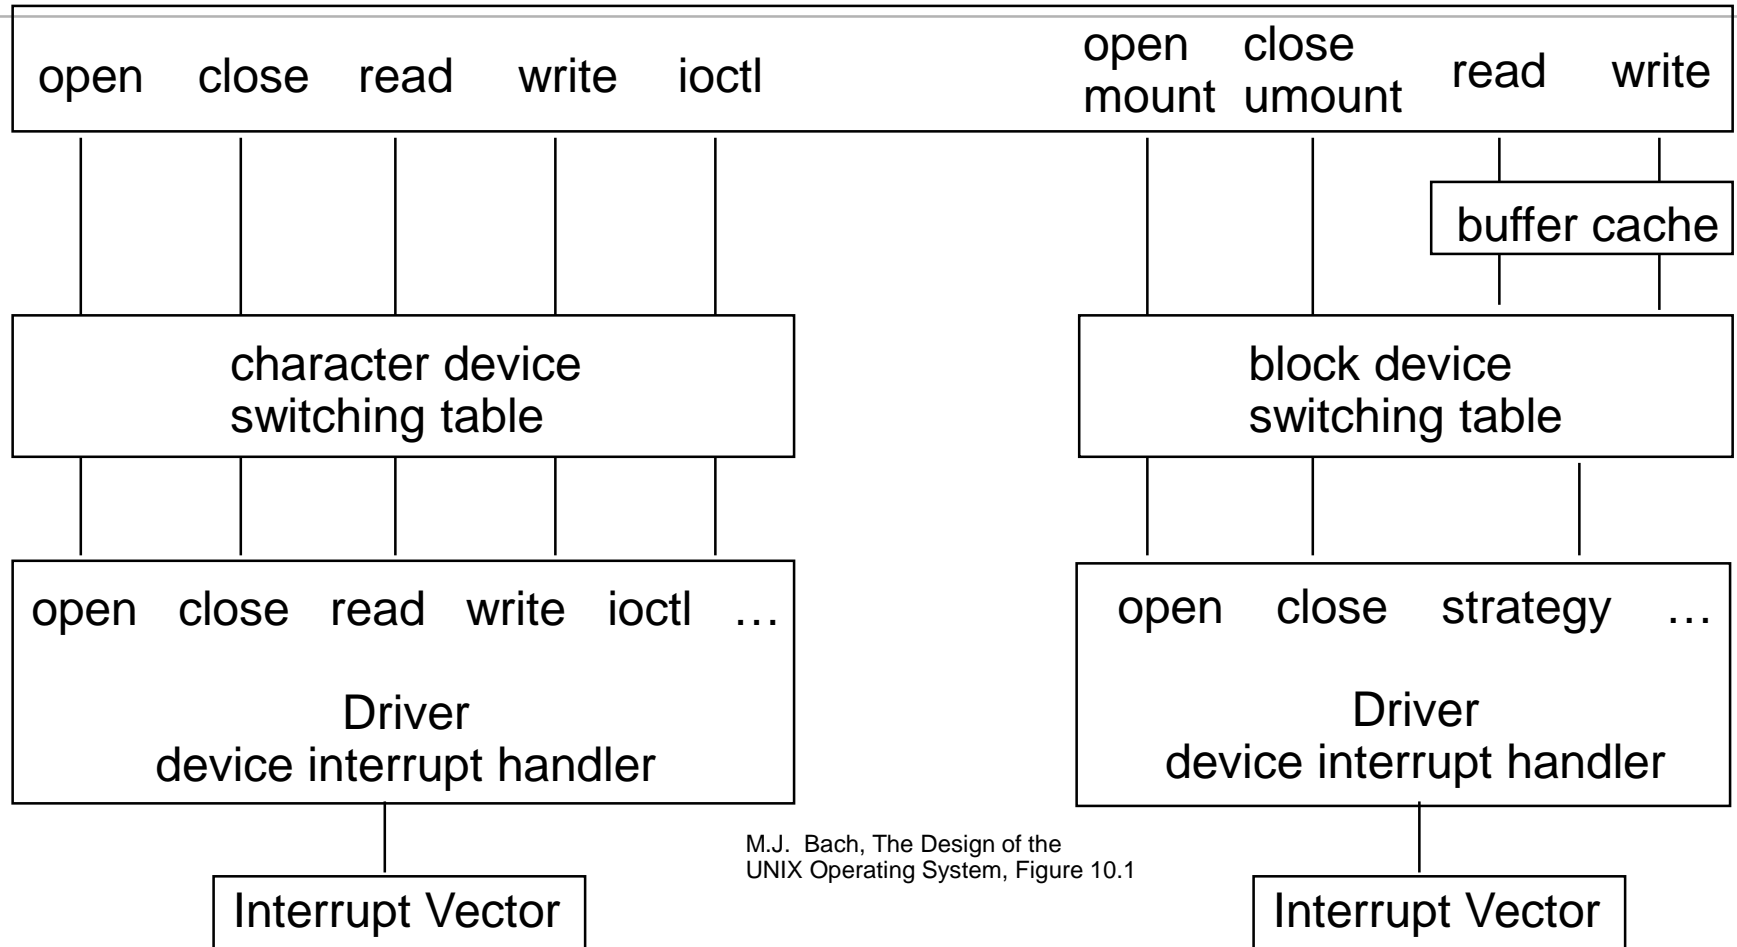 open close read write ioctl
open close
mount umount
read write
buffer cache
character device
switching table
block device
switching table
open close read write ioctl …
Driver
device interrupt handler
open close strategy …
Driver
device interrupt handler
M.J. Bach, The Design of the
UNIX Operating System, Figure 10.1
Interrupt Vector
Interrupt Vector